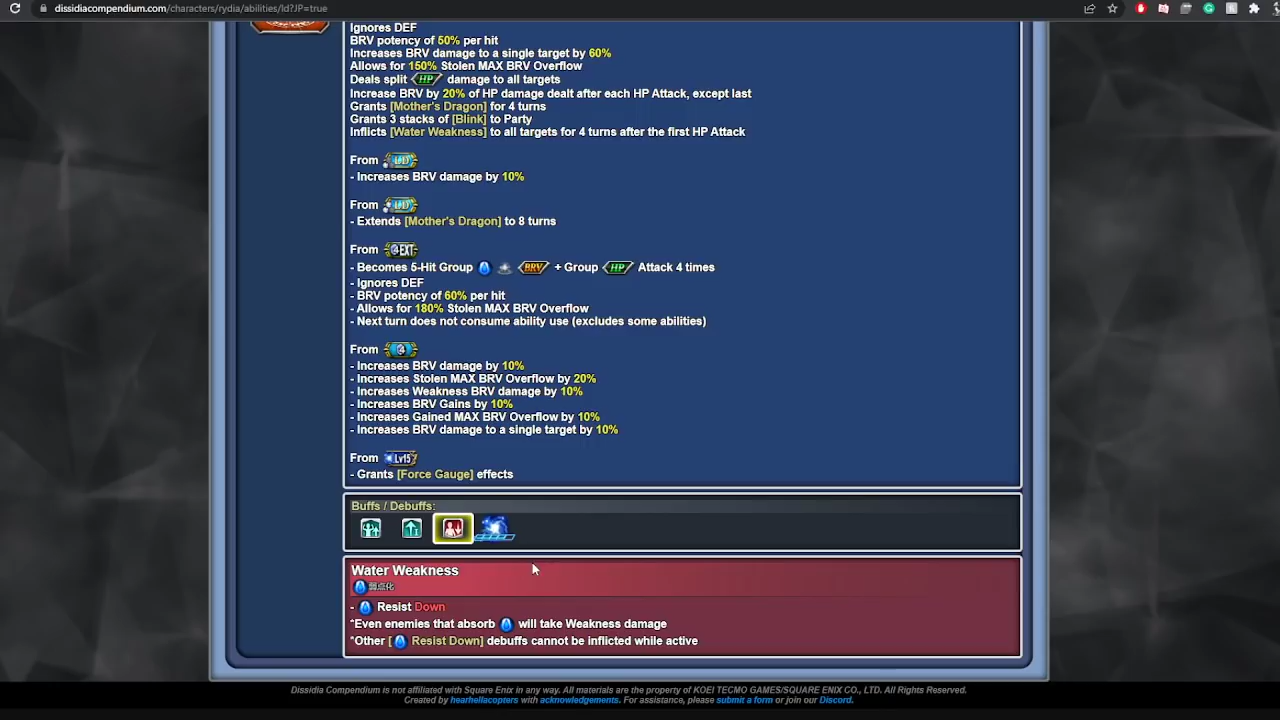 dissidiacompendium.com/characters/rydia/abilities/ld?JP=true
Ignores DEF
BRV potency of 50% per hit
Increases BRV damage to a single target by 60%
Allows for 150% Stolen MAX BRV Overflow
Deals split HP damage to all targets
Increase BRV by 20% of HP damage dealt after each HP Attack, except last
Grants [Mother's Dragon] for 4 turns
Grants 3 stacks of [Blink] to Party
Inflicts [Water Weakness] to all targets for 4 turns after the first HP Attack
From LD
- Increases BRV damage by 10%
From LD
- Extends [Mother's Dragon] to 8 turns
From EXT
- Becomes 5-Hit Group BRV + Group HP Attack 4 times
- Ignores DEF
- BRV potency of 60% per hit
- Allows for 180% Stolen MAX BRV Overflow
- Next turn does not consume ability use (excludes some abilities)
From
- Increases BRV damage by 10%
- Increases Stolen MAX BRV Overflow by 20%
- Increases Weakness BRV damage by 10%
- Increases BRV Gains by 10%
- Increases Gained MAX BRV Overflow by 10%
- Increases BRV damage to a single target by 10%
From Lv15
- Grants [Force Gauge] effects
Buffs / Debuffs:
Water Weakness
弱点化
- Resist Down
*Even enemies that absorb will take Weakness damage
*Other [ Resist Down] debuffs cannot be inflicted while active
Dissidia Compendium is not affiliated with Square Enix in any way. All materials are the property of KOEI TECMO GAMES/SQUARE ENIX CO., LTD. All Rights Reserved.
Created by hearhellacopters with acknowledgements. For assistance, please submit a form or join our Discord.